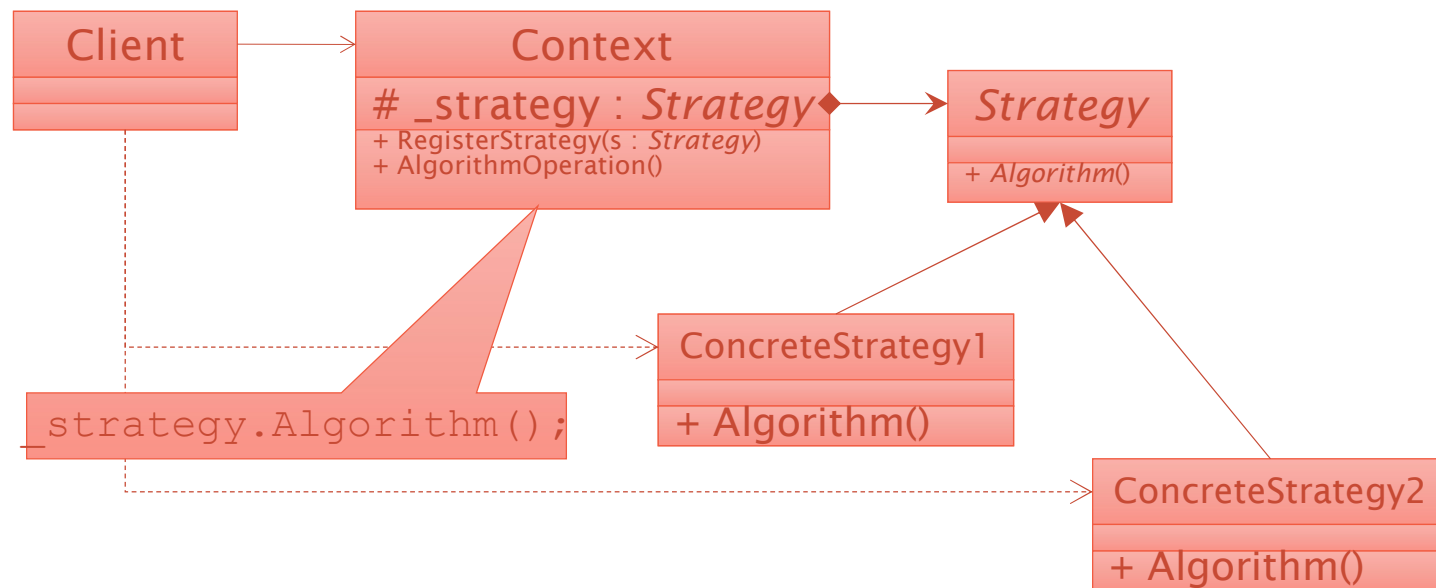 Client
Context
# _strategy : Strategy
+ RegisterStrategy(s : Strategy)
+ AlgorithmOperation()
Strategy
+ Algorithm()
ConcreteStrategy1
+ Algorithm()
_strategy.Algorithm();
ConcreteStrategy2
+ Algorithm()